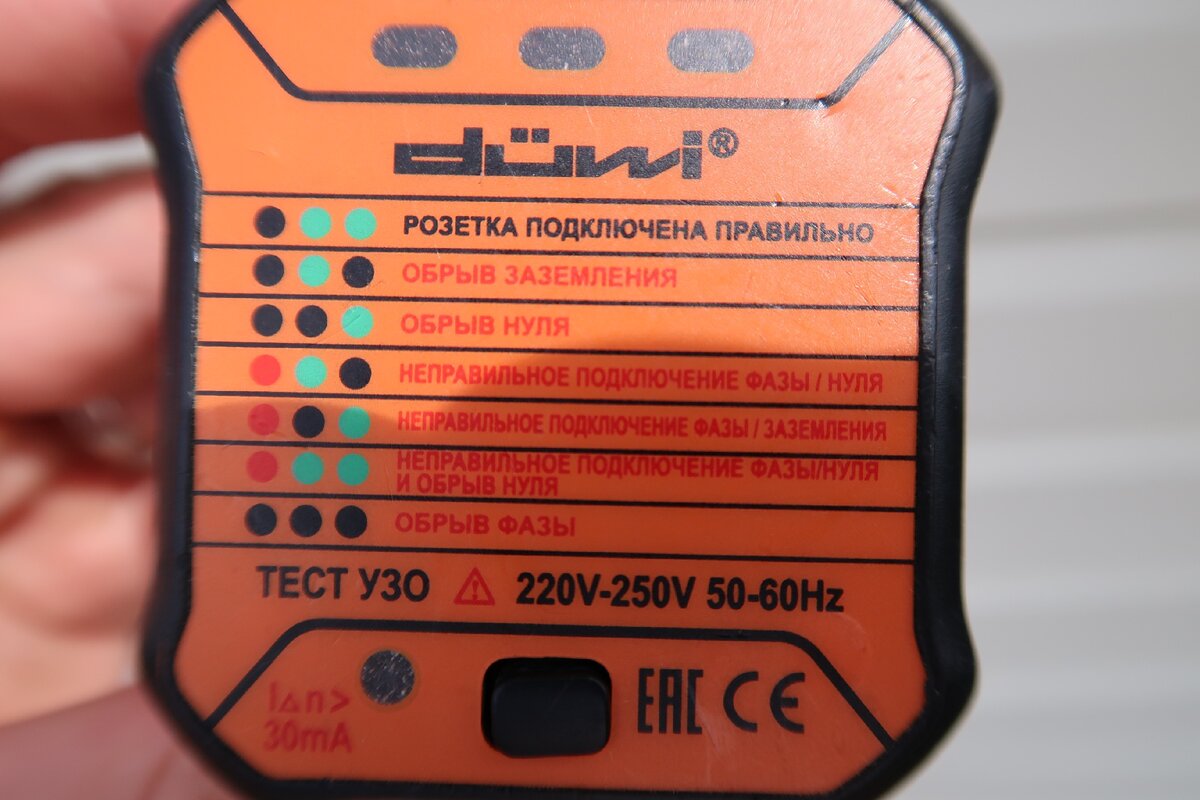 düwi®
РОЗЕТКА ПОДКЛЮЧЕНА ПРАВИЛЬНО
ОБРЫВ ЗАЗЕМЛЕНИЯ
ОБРЫВ НУЛЯ
НЕПРАВИЛЬНОЕ ПОДКЛЮЧЕНИЕ ФАЗЫ / НУЛЯ
НЕПРАВИЛЬНОЕ ПОДКЛЮЧЕНИЕ ФАЗЫ / ЗАЗЕМЛЕНИЯ
НЕПРАВИЛЬНОЕ ПОДКЛЮЧЕНИЕ ФАЗЫ/НУЛЯ
И ОБРЫВ НУЛЯ
ОБРЫВ ФАЗЫ
ТЕСТ УЗО ⚠ 220V-250V 50-60Hz
I△n>
30mA
EAC CE